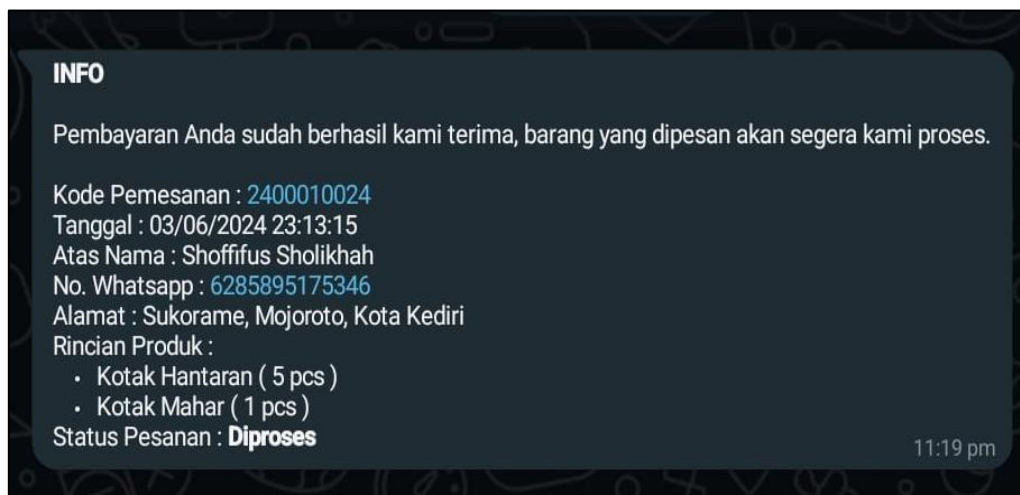 INFO
Pembayaran Anda sudah berhasil kami terima, barang yang dipesan akan segera kami proses.
Kode Pemesanan : 2400010024
Tanggal : 03/06/2024 23:13:15
Atas Nama : Shoffifus Sholikhah
No. Whatsapp : 6285895175346
Alamat : Sukorame, Mojoroto, Kota Kediri
Rincian Produk :
• Kotak Hantaran ( 5 pcs )
• Kotak Mahar ( 1 pcs )
Status Pesanan : Diproses
11:19 pm